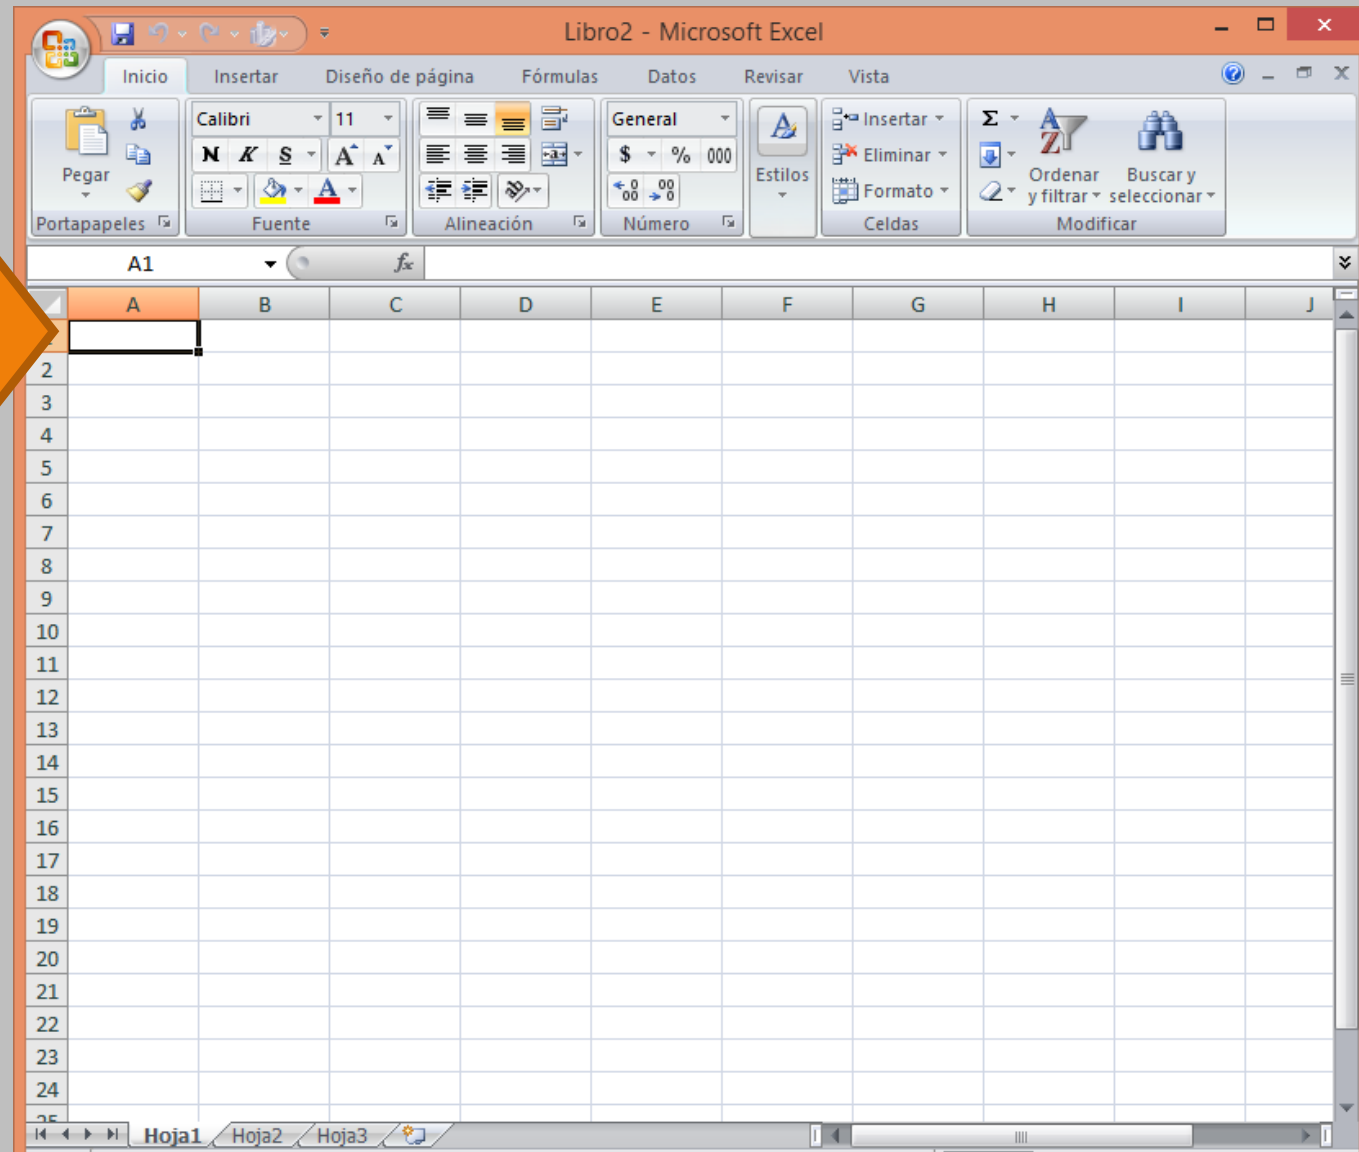 Libro2 - Microsoft Excel
Inicio Insertar Diseño de página Fórmulas Datos Revisar Vista
Calibri 11 General Insertar Σ
Pegar N K S A A $ % 000 Estilos Eliminar Ordenar y filtrar Buscar y seleccionar
A Formato
Portapapeles Fuente Alineación Número Celdas Modificar
A1 fx
A B C D E F G H I J
2
3
4
5
6
7
8
9
10
11
12
13
14
15
16
17
18
19
20
21
22
23
24
25
Hoja1 Hoja2 Hoja3